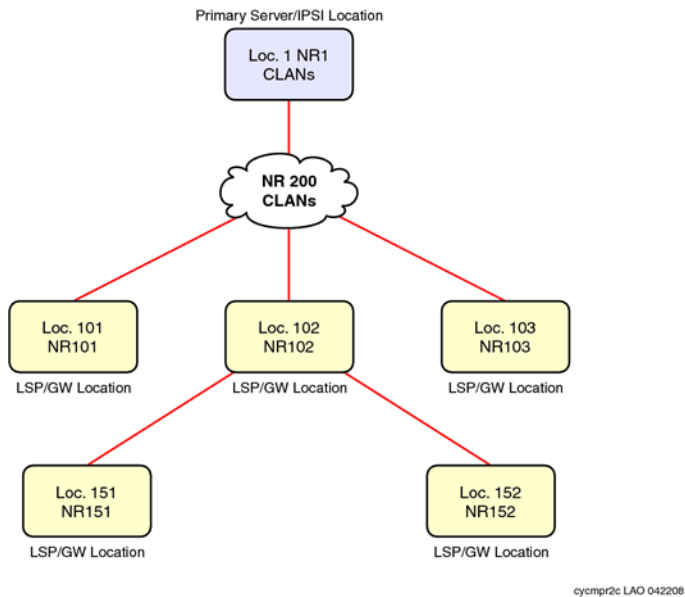 Primary Server/IPSI Location
Loc. 1 NR1
CLANs
NR 200
CLANs
Loc. 101
NR101
Loc. 102
NR102
Loc. 103
NR103
LSP/GW Location
LSP/GW Location
LSP/GW Location
Loc. 151
NR151
Loc. 152
NR152
LSP/GW Location
LSP/GW Location
cycmpr2c LAO 042208